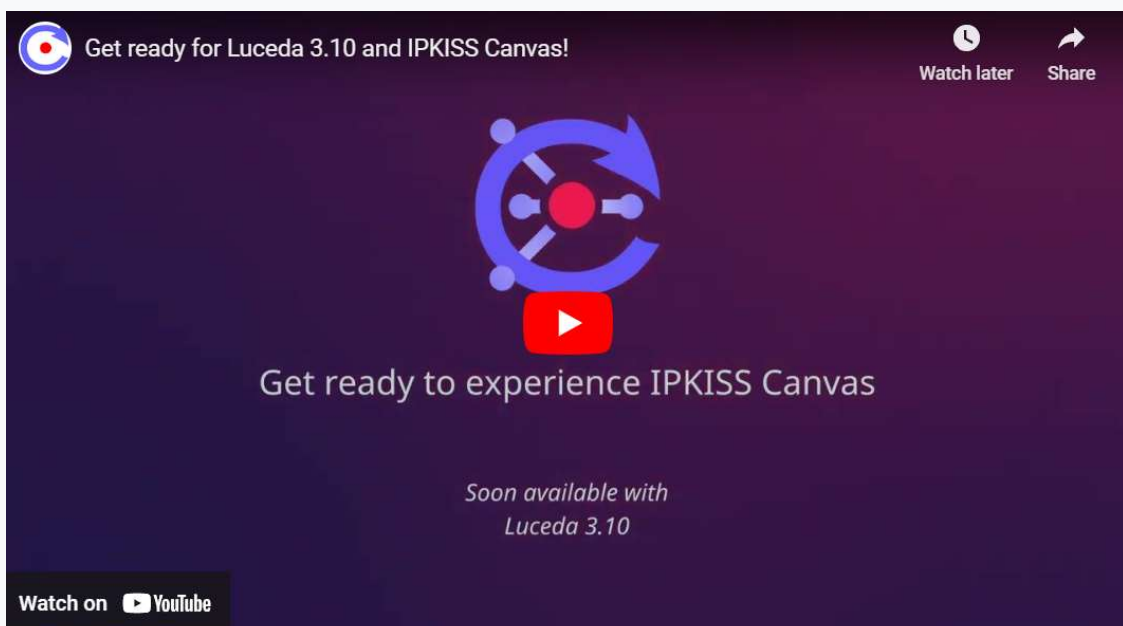 Get ready for Luceda 3.10 and IPKISS Canvas!
Watch later
Share
Get ready to experience IPKISS Canvas
Soon available with
Luceda 3.10
Watch on YouTube